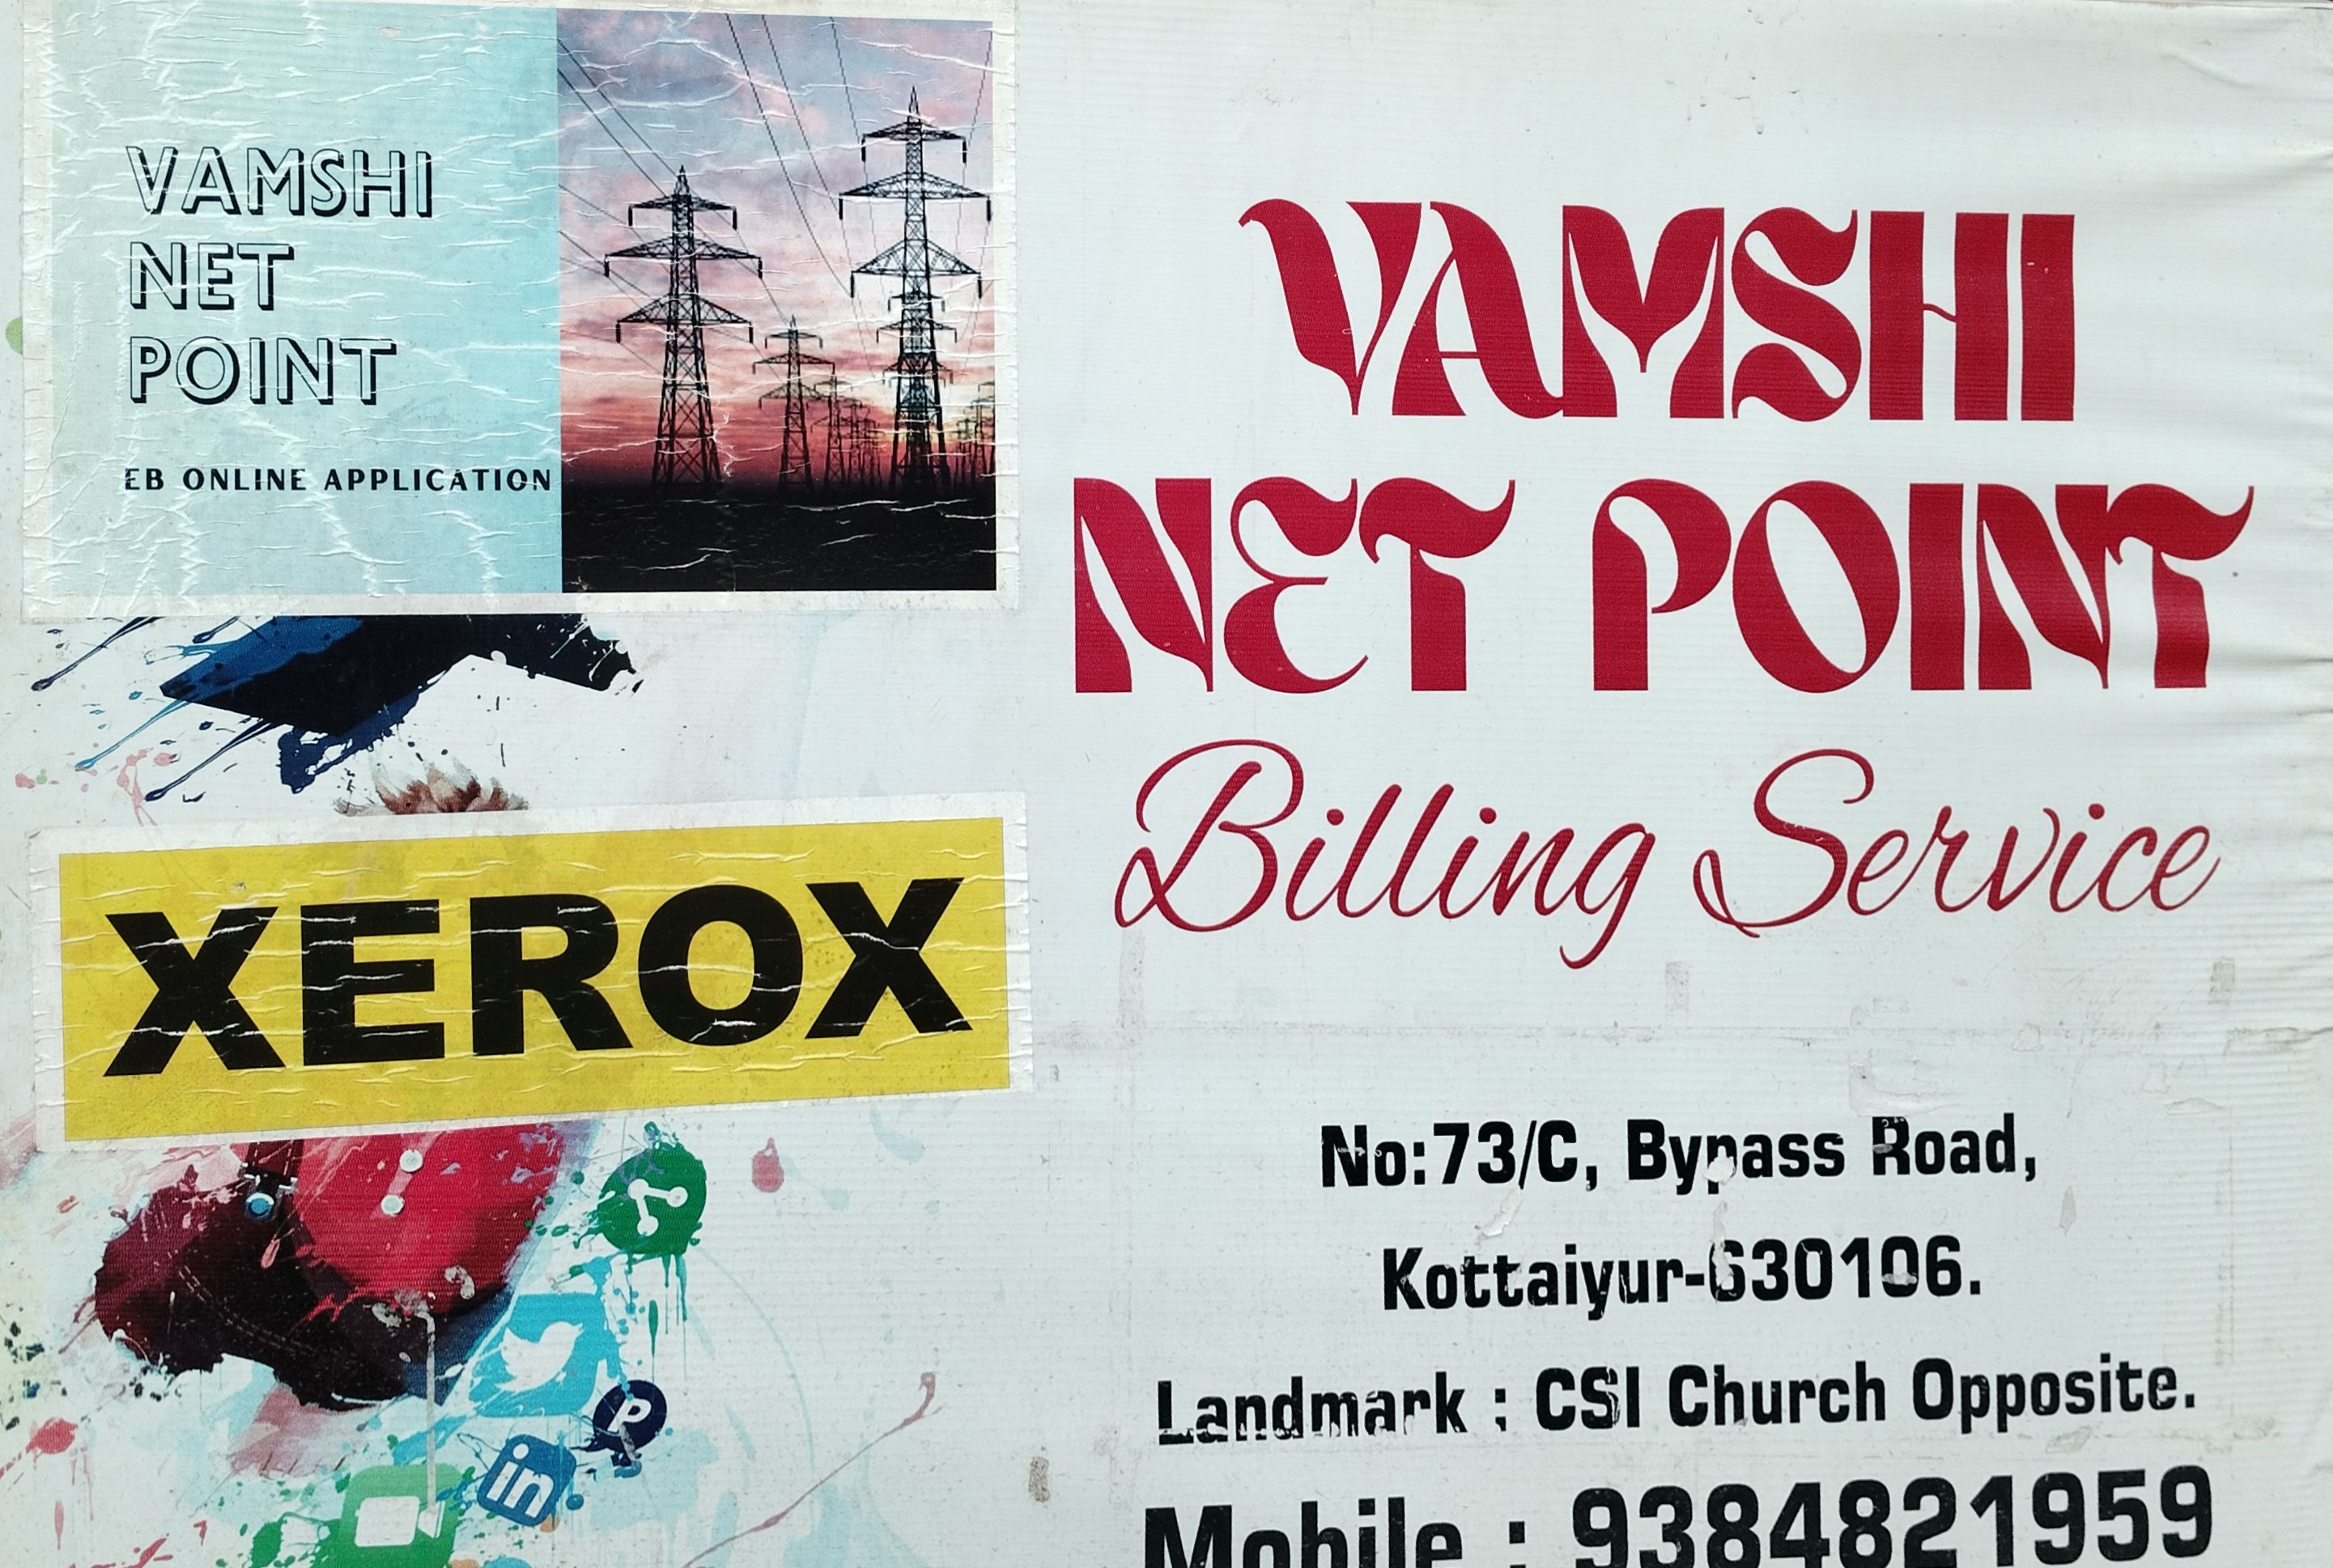 VAMSHI
NET
POINT
EB ONLINE APPLICATION
XEROX
in
VAMSHI
NET POINT
Billing Service
No:73/C, Bypass Road,
Kottaiyur-630106.
Landmark : CSI Church Opposite.
Mobile : 9384821959